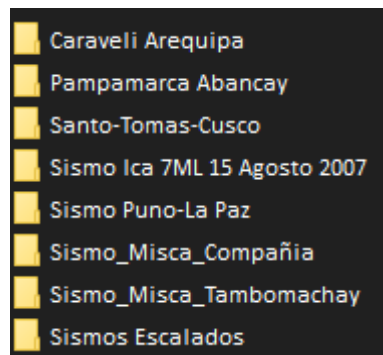 Caraveli Arequipa
Pampamarca Abancay
Santo-Tomas-Cusco
Sismo Ica 7ML 15 Agosto 2007
Sismo Puno-La Paz
Sismo_Misca_Compañia
Sismo_Misca_Tambomachay
Sismos Escalados